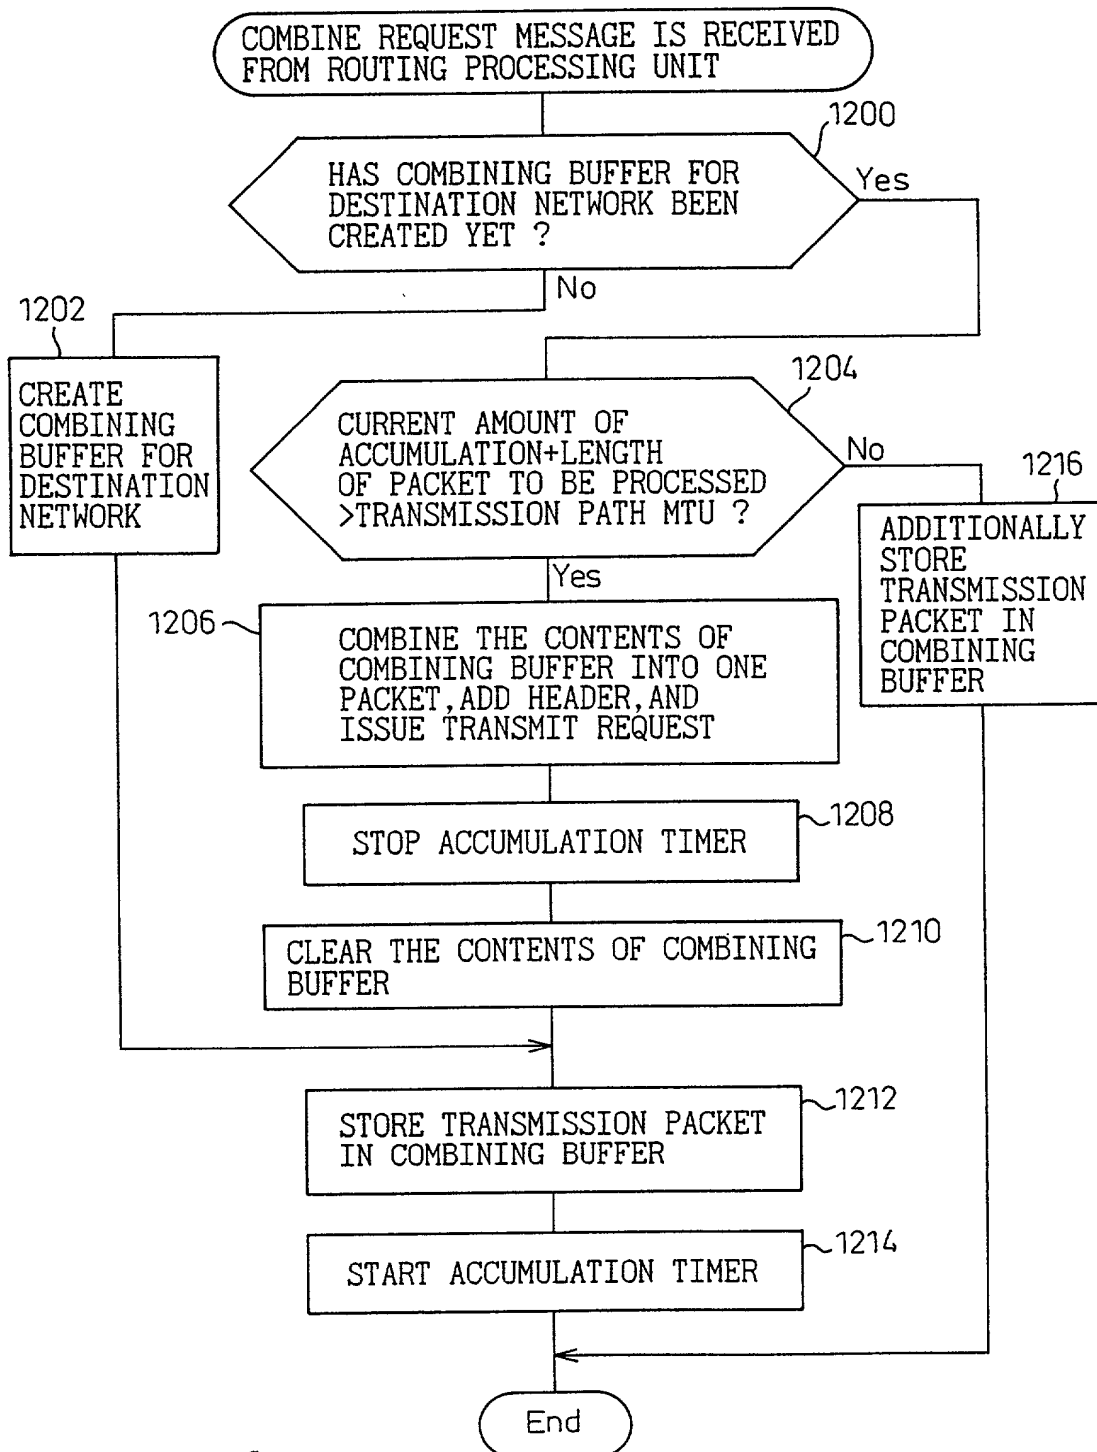 COMBINE REQUEST MESSAGE IS RECEIVED
FROM ROUTING PROCESSING UNIT
1200
HAS COMBINING BUFFER FOR
DESTINATION NETWORK BEEN
CREATED YET ?
Yes
No
1202
CREATE
COMBINING
BUFFER FOR
DESTINATION
NETWORK
1204
CURRENT AMOUNT OF
ACCUMULATION+LENGTH
OF PACKET TO BE PROCESSED
>TRANSMISSION PATH MTU ?
No
1216
ADDITIONALLY
STORE
TRANSMISSION
PACKET IN
COMBINING
BUFFER
Yes
1206
COMBINE THE CONTENTS OF
COMBINING BUFFER INTO ONE
PACKET,ADD HEADER,AND
ISSUE TRANSMIT REQUEST
1208
STOP ACCUMULATION TIMER
1210
CLEAR THE CONTENTS OF COMBINING
BUFFER
1212
STORE TRANSMISSION PACKET
IN COMBINING BUFFER
1214
START ACCUMULATION TIMER
End